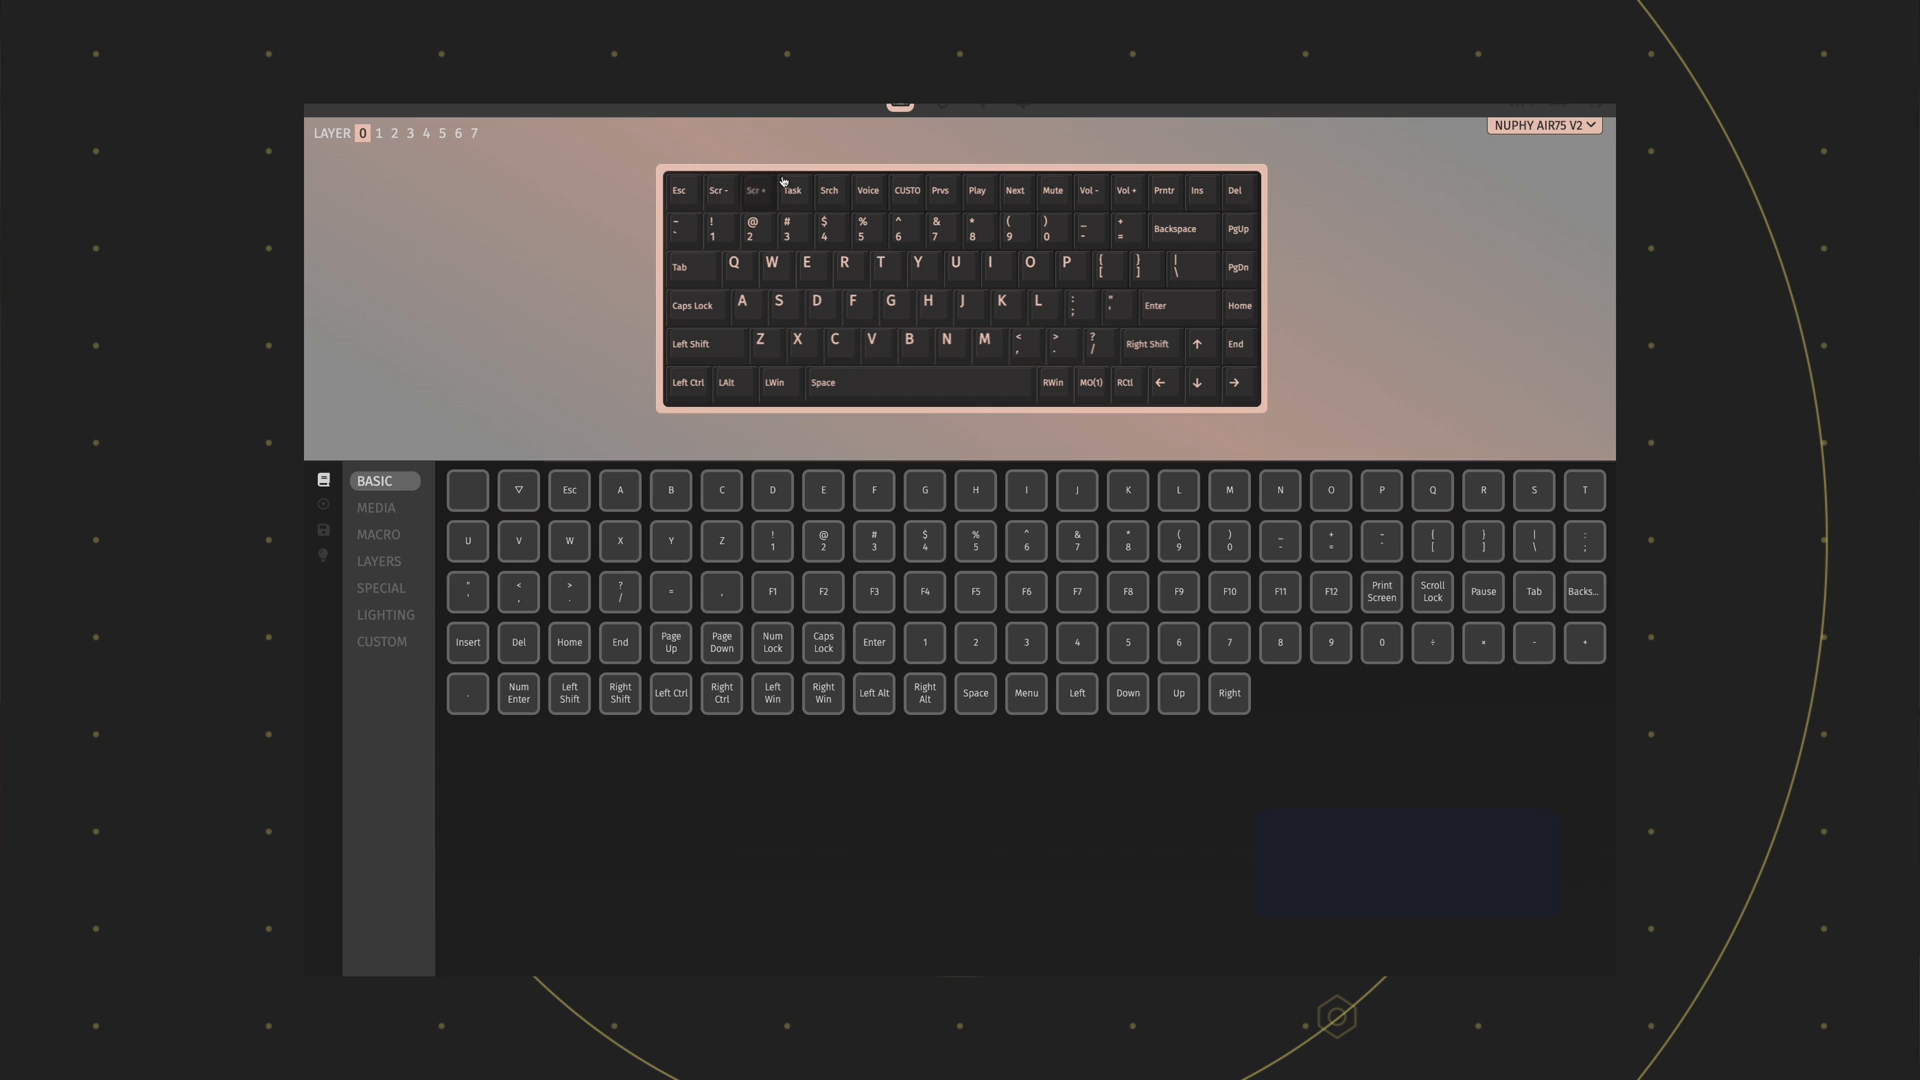 LAYER 0 1 2 3 4 5 6 7
NUPHY AIR75 V2
Esc Scr - Scr + Task Srch Voice CUSTO Prvs Play Next Mute Vol - Vol + Prntr Ins Del
~ ! @ # $ % ^ & * ( ) _ + Backspace PgUp
` 1 2 3 4 5 6 7 8 9 0 - =
Tab Q W E R T Y U I O P { } | PgDn
[ ] \
Caps Lock A S D F G H J K L : " Enter Home
; '
Left Shift Z X C V B N M < > ? Right Shift ↑ End
, . /
Left Ctrl LAlt LWin Space RWin MO(1) RCtl ← ↓ →
BASIC
MEDIA
MACRO
LAYERS
SPECIAL
LIGHTING
CUSTOM
▽ Esc A B C D E F G H I J K L M N O P Q R S T
U V W X Y Z ! @ # $ % ^ & * ( ) _ + ~ { } | :
1 2 3 4 5 6 7 8 9 0 - = ` [ ] \ ;
" < > ? = , F1 F2 F3 F4 F5 F6 F7 F8 F9 F10 F11 F12 Print Screen Scroll Lock Pause Tab Backs...
' , . /
Insert Del Home End Page Up Page Down Num Lock Caps Lock Enter 1 2 3 4 5 6 7 8 9 0 ÷ × - +
. Num Enter Left Shift Right Shift Left Ctrl Right Ctrl Left Win Right Win Left Alt Right Alt Space Menu Left Down Up Right